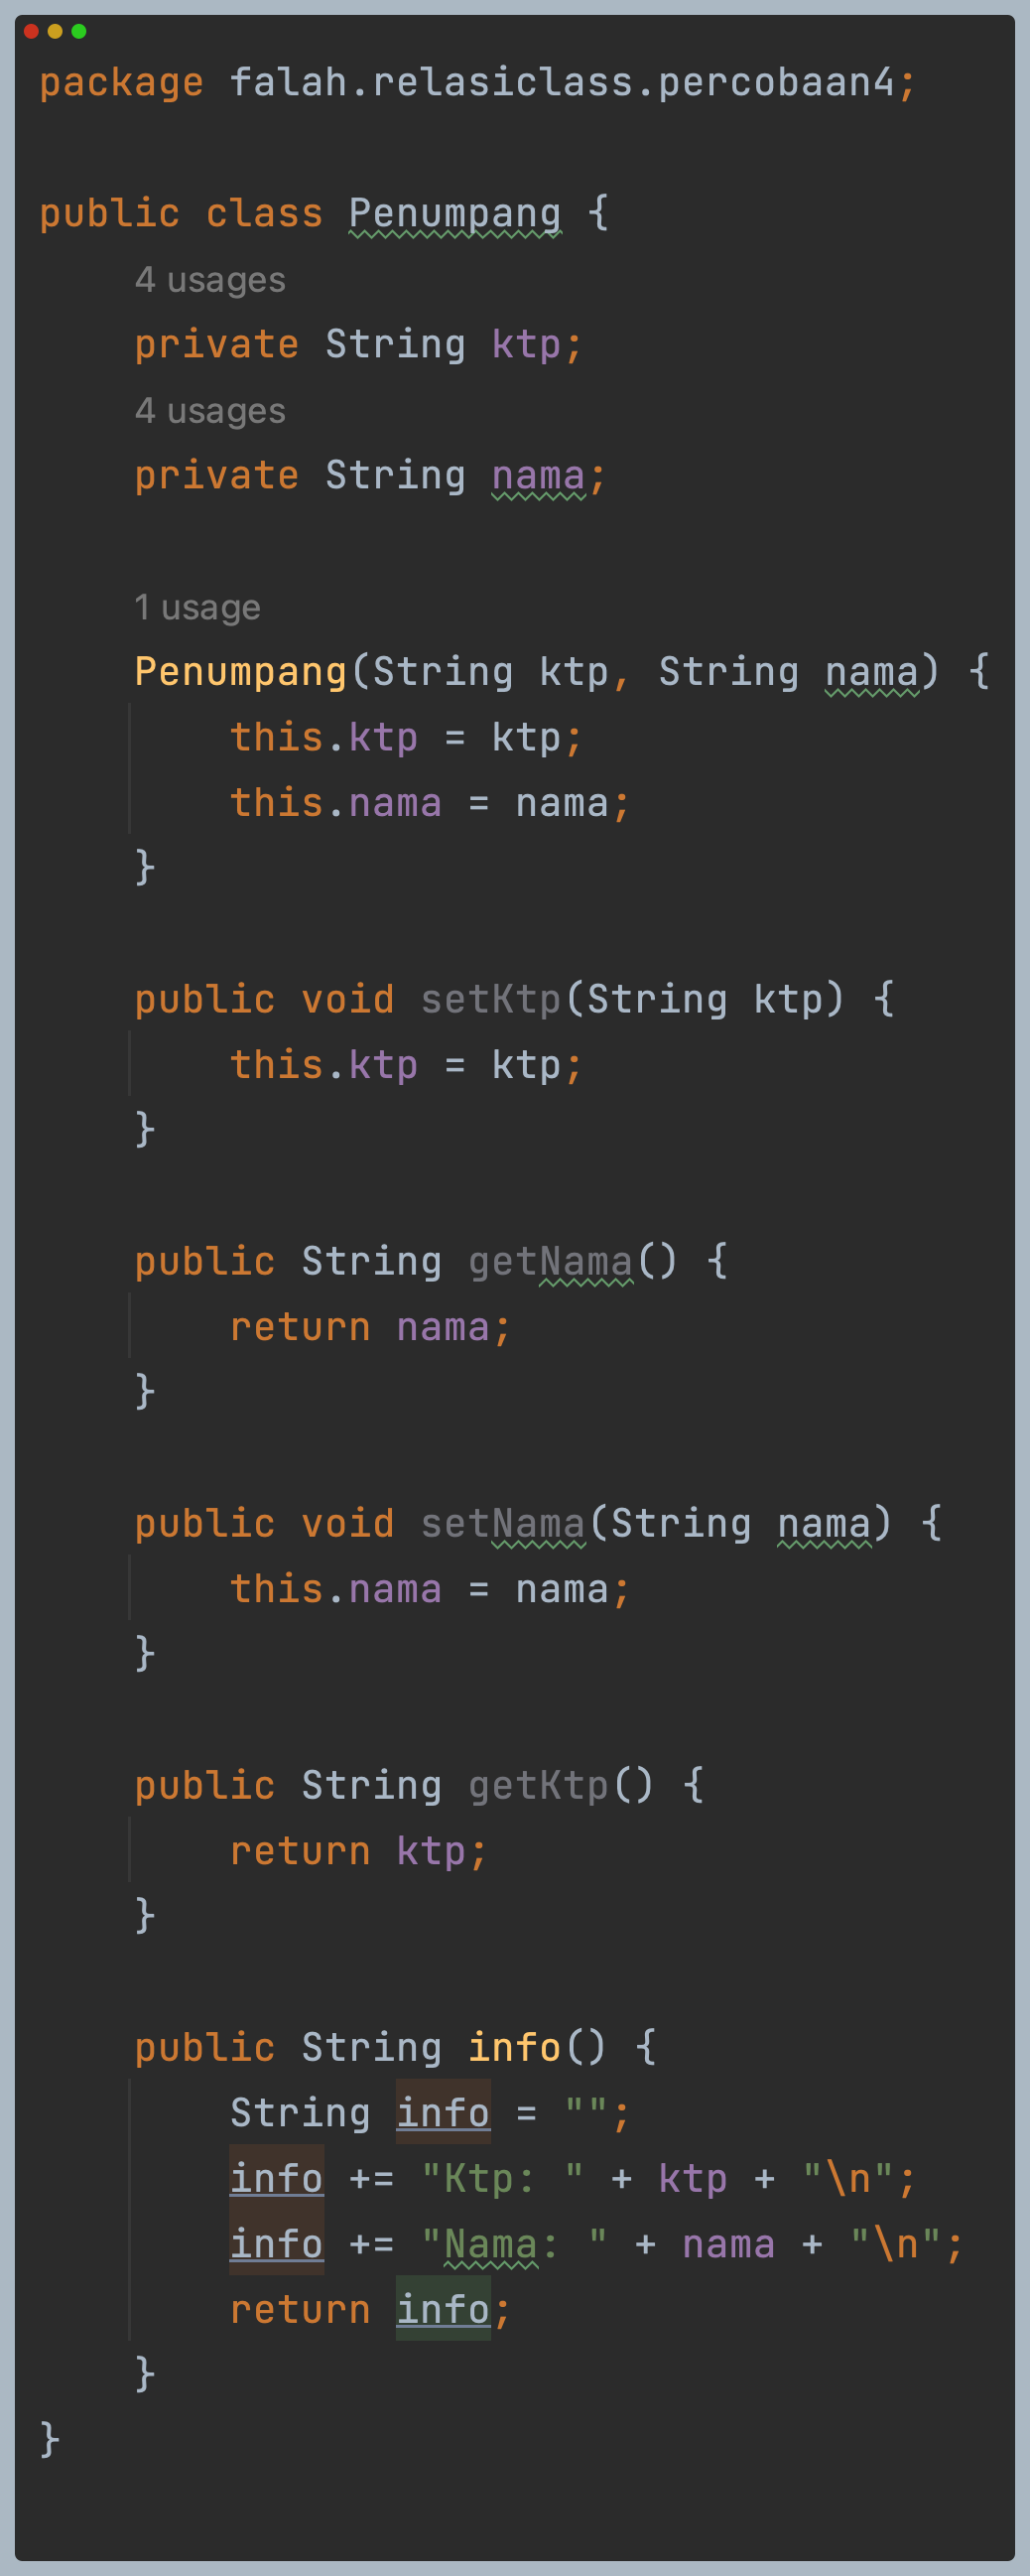 package falah.relasiclass.percobaan4;
public class Penumpang {
4 usages
private String ktp;
4 usages
private String nama;
1 usage
Penumpang(String ktp, String nama) {
this.ktp = ktp;
this.nama = nama;
}
public void setKtp(String ktp) {
this.ktp = ktp;
}
public String getNama() {
return nama;
}
public void setNama(String nama) {
this.nama = nama;
}
public String getKtp() {
return ktp;
}
public String info() {
String info = "";
info += "Ktp: " + ktp + "\n";
info += "Nama: " + nama + "\n";
return info;
}
}